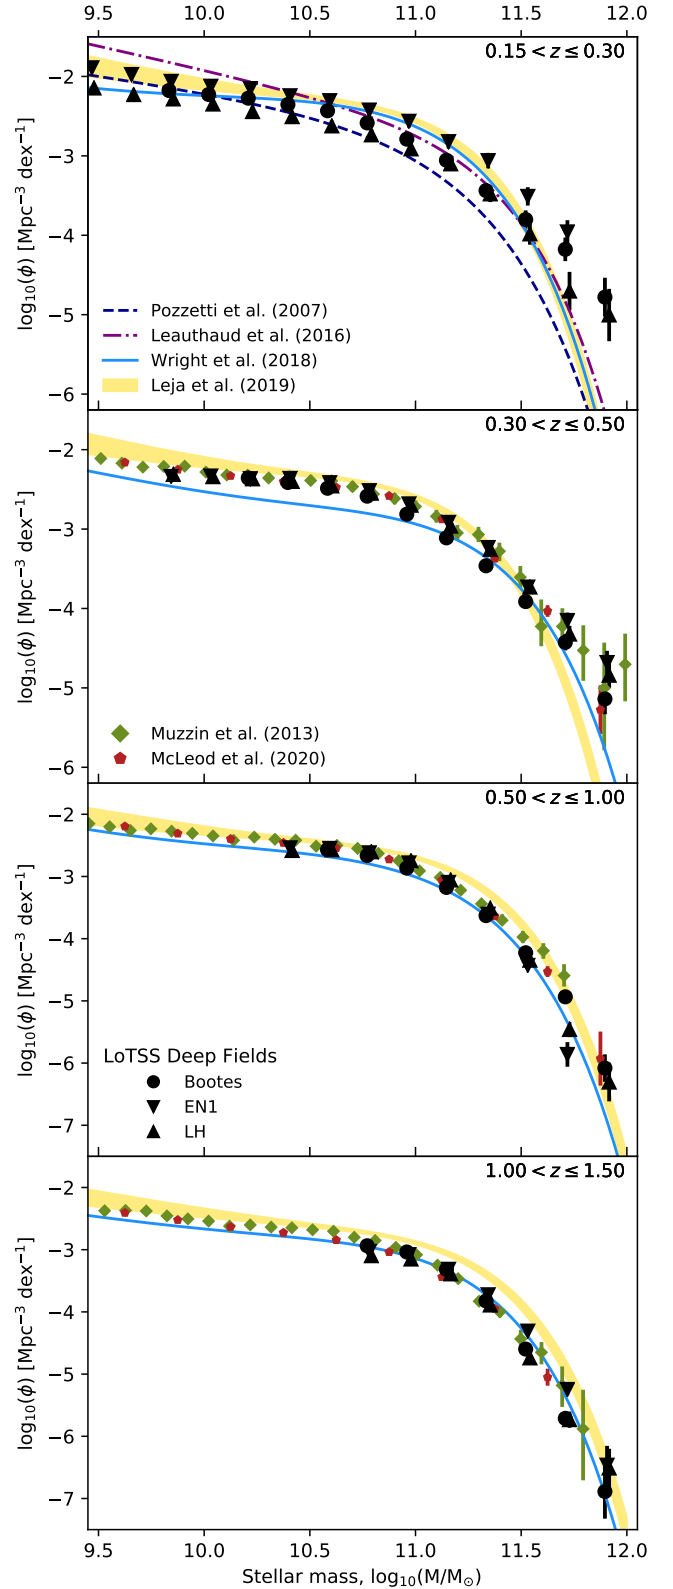 9.5 10.0 10.5 11.0 11.5 12.0
0.15 < z ≤ 0.30
−2
−3
−4
−5
−6
log₁₀(ϕ) [Mpc⁻³ dex⁻¹]
Pozzetti et al. (2007)
Leauthaud et al. (2016)
Wright et al. (2018)
Leja et al. (2019)
0.30 < z ≤ 0.50
−2
−3
−4
−5
−6
log₁₀(ϕ) [Mpc⁻³ dex⁻¹]
Muzzin et al. (2013)
McLeod et al. (2020)
0.50 < z ≤ 1.00
−2
−3
−4
−5
−6
−7
log₁₀(ϕ) [Mpc⁻³ dex⁻¹]
LoTSS Deep Fields
Bootes
EN1
LH
1.00 < z ≤ 1.50
−2
−3
−4
−5
−6
−7
log₁₀(ϕ) [Mpc⁻³ dex⁻¹]
9.5 10.0 10.5 11.0 11.5 12.0
Stellar mass, log₁₀(M/M☉)